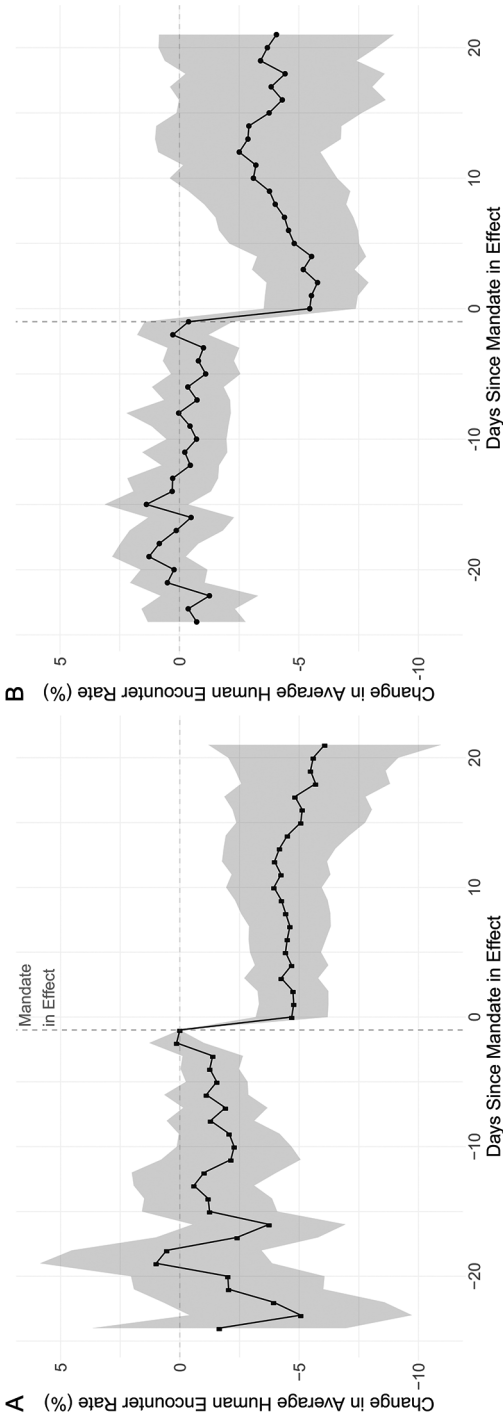 A
Change in Average Human Encounter Rate (%)
5
0
−5
−10
Mandate
in Effect
−20
−10
0
10
20
Days Since Mandate in Effect
B
Change in Average Human Encounter Rate (%)
5
0
−5
−10
−20
−10
0
10
20
Days Since Mandate in Effect